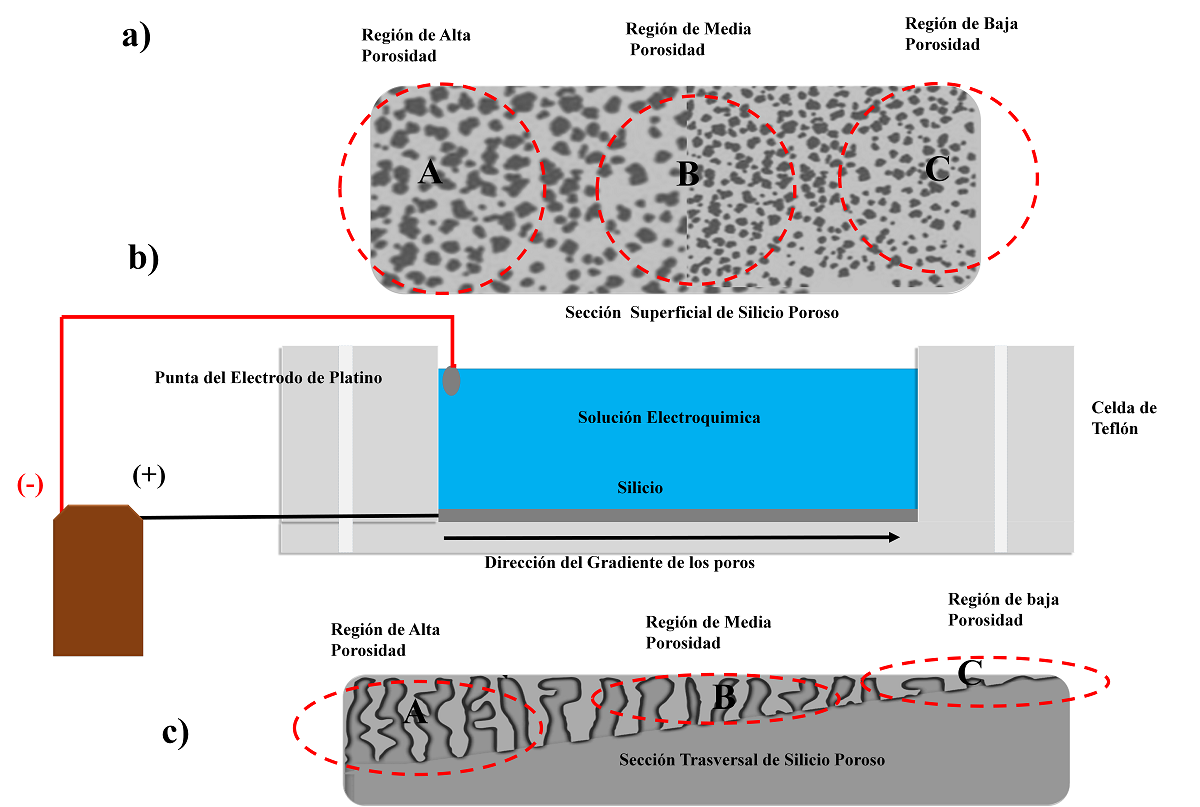 a)
Región de Alta
Porosidad
Región de Media
Porosidad
Región de Baja
Porosidad
A
B
C
b)
Sección Superficial de Silicio Poroso
Punta del Electrodo de Platino
Solución Electroquimica
Celda de
Teflón
(-)
(+)
Silicio
Dirección del Gradiente de los poros
Región de Alta
Porosidad
Región de Media
Porosidad
Región de baja
Porosidad
A
B
C
c)
Sección Trasversal de Silicio Poroso